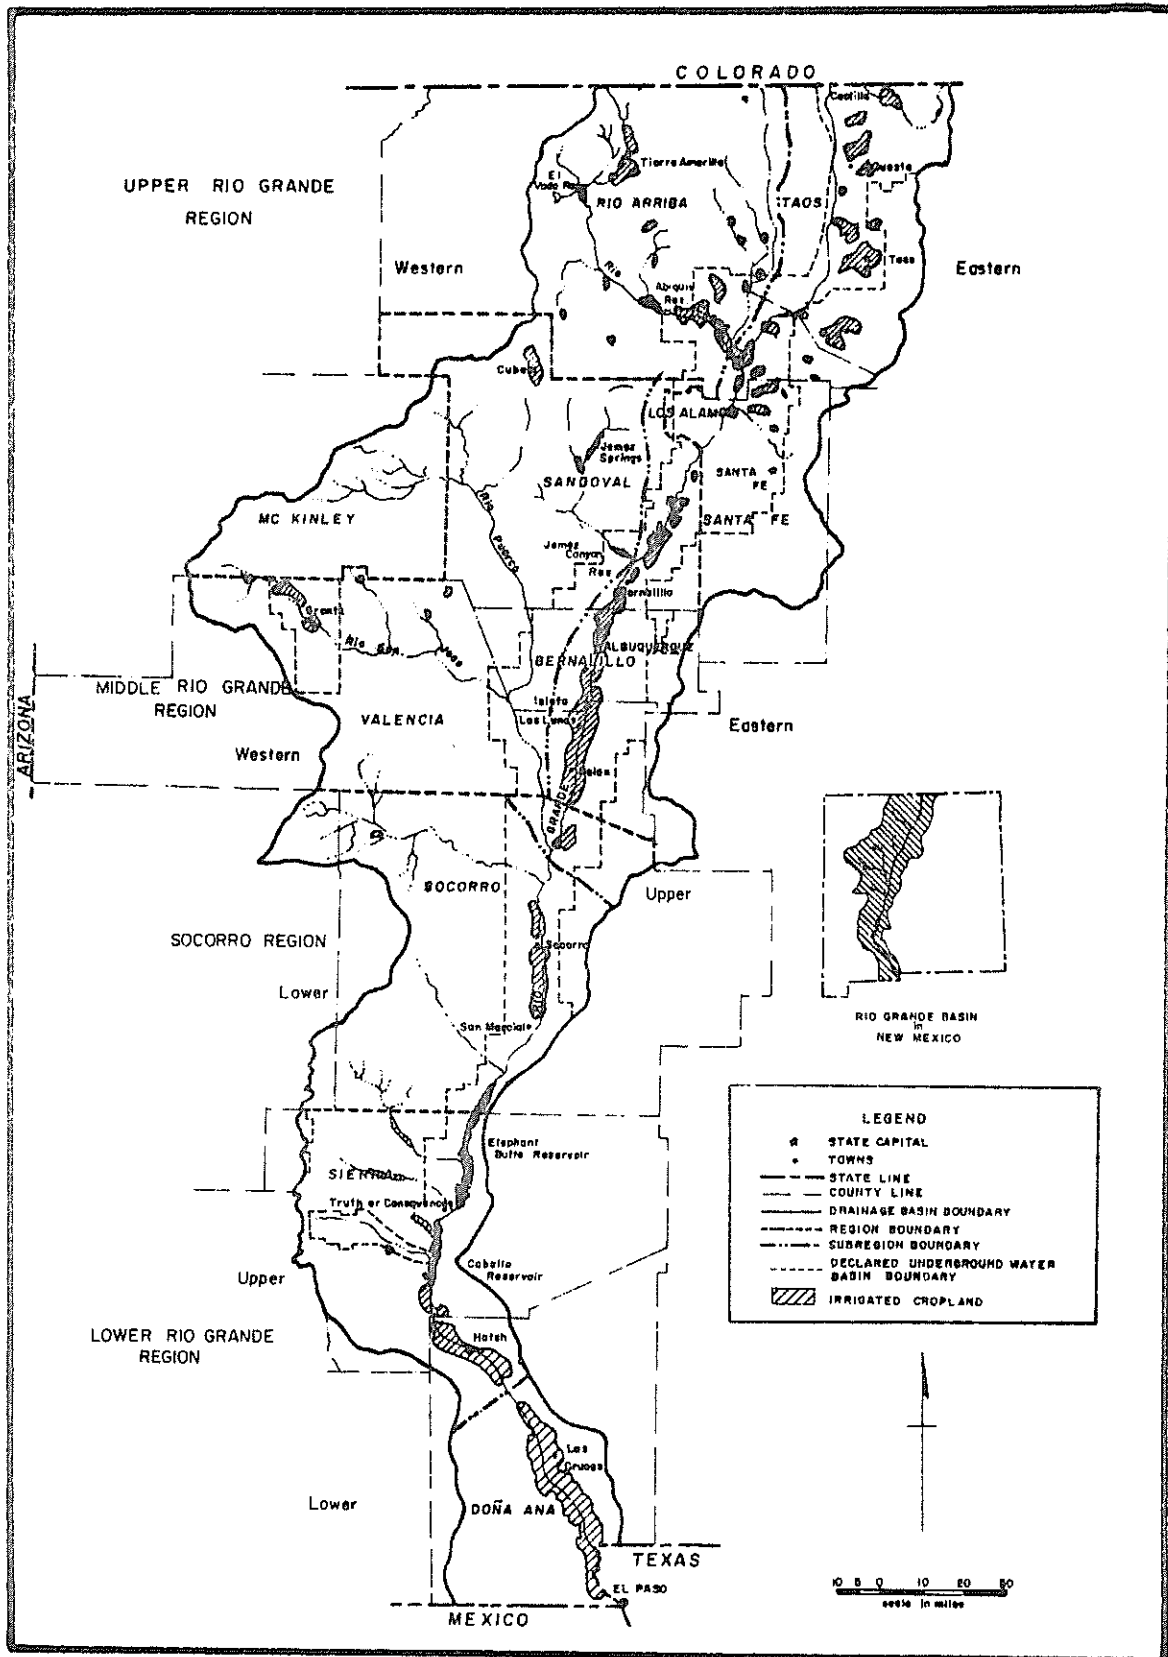 COLORADO
Costilla
UPPER RIO GRANDE
REGION
Tierra Amarilla
Questa
El
Vado Res
RIO ARRIBA
TAOS
Western
Rio
Taos
Eastern
Abiquiu
Res
Cuba
LOS ALAMOS
Jemez
Springs
SANDOVAL
SANTA
FE
Rio
Puerco
MC KINLEY
SANTA FE
Jemez
Canyon
Res
Bernalillo
Grants
Rio San
Jose
ALBUQUERQUE
BERNALILLO
MIDDLE RIO GRANDE
REGION
Isleta
Los Lunas
VALENCIA
Eastern
ARIZONA
Western
Belen
GRANDE
SOCORRO
Upper
SOCORRO REGION
Socorro
Lower
RIO
San Marcial
RIO GRANDE BASIN
in
NEW MEXICO
Elephant
Butte Reservoir
SIERRA
Truth or Consequences
Caballo
Reservoir
Upper
LEGEND
STATE CAPITAL
TOWNS
STATE LINE
COUNTY LINE
DRAINAGE BASIN BOUNDARY
REGION BOUNDARY
SUBREGION BOUNDARY
DECLARED UNDERGROUND WATER
BASIN BOUNDARY
IRRIGATED CROPLAND
LOWER RIO GRANDE
REGION
Hatch
Las
Cruces
Lower
DOÑA ANA
TEXAS
EL PASO
MEXICO
10 5 0 10 20 30
scale in miles